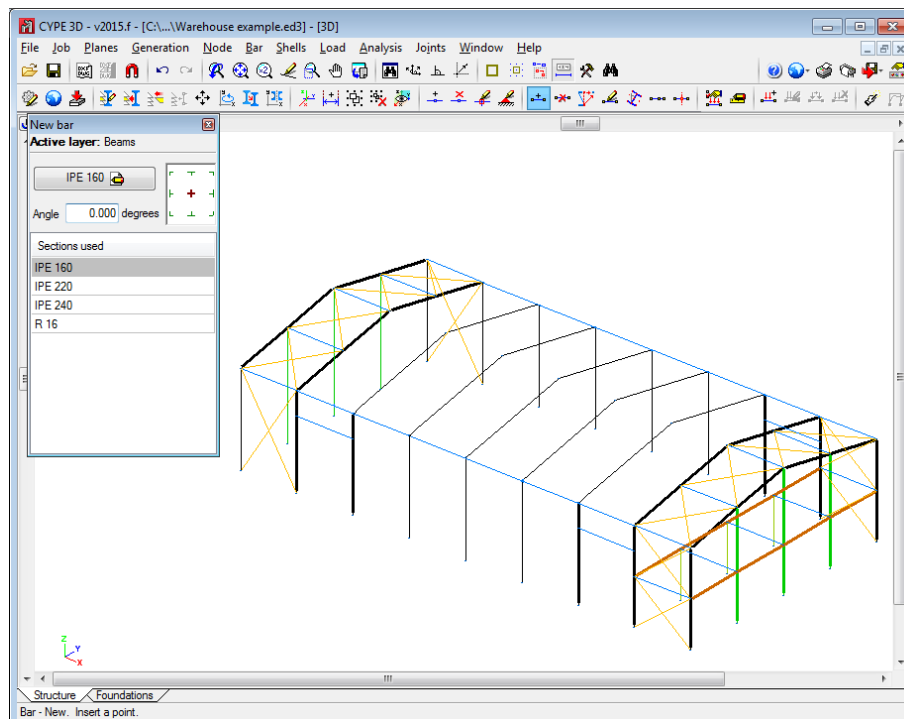 CYPE 3D - v2015.f - [C:\...\Warehouse example.ed3] - [3D]
File Job Planes Generation Node Bar Shells Load Analysis Joints Window Help
New bar
Active layer: Beams
IPE 160
Angle 0.000 degrees
Sections used
IPE 160
IPE 220
IPE 240
R 16
Z
Y
X
Structure Foundations
Bar - New. Insert a point.